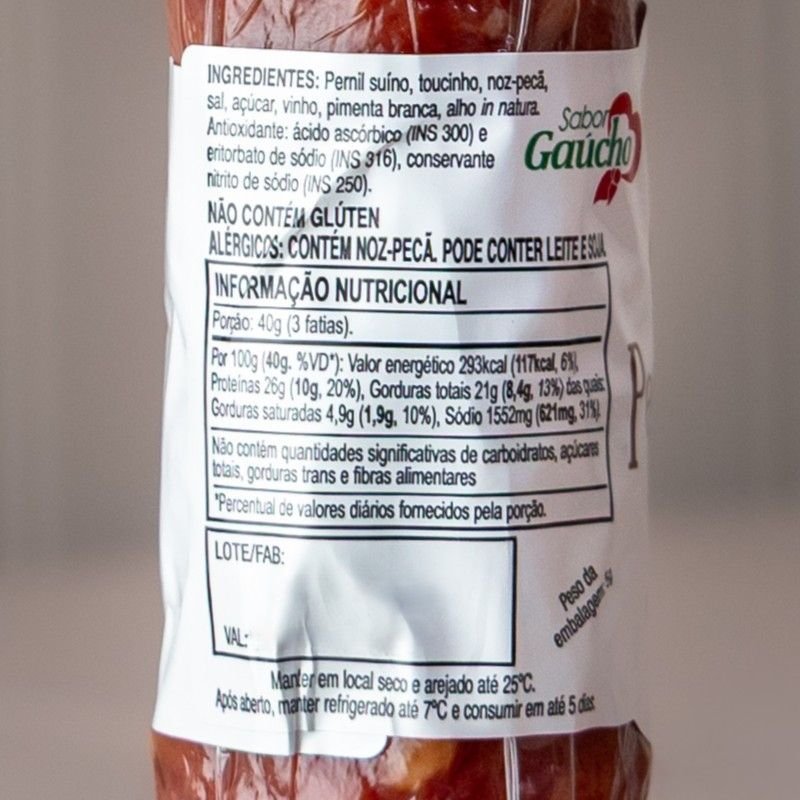 INGREDIENTES: Pernil suíno, toucinho, noz-pecã,
sal, açúcar, vinho, pimenta branca, alho in natura.
Antioxidante: ácido ascórbico (INS 300) e
eritorbato de sódio (INS 316), conservante
nitrito de sódio (INS 250).
Sabor
Gaúcho
NÃO CONTÉM GLÚTEN
ALÉRGICOS: CONTÉM NOZ-PECÃ. PODE CONTER LEITE E SOJA.
INFORMAÇÃO NUTRICIONAL
Porção: 40g (3 fatias).
Por 100g (40g. %VD*): Valor energético 293kcal (117kcal, 6%),
Proteínas 26g (10g, 20%), Gorduras totais 21g (8,4g, 13%) das quais:
Gorduras saturadas 4,9g (1,9g, 10%), Sódio 1552mg (621mg, 31%).
Não contém quantidades significativas de carboidratos, açúcares
totais, gorduras trans e fibras alimentares
*Percentual de valores diários fornecidos pela porção.
LOTE/FAB:
VAL:
Peso da
embalagem: 5g
Manter em local seco e arejado até 25°C.
Após aberto, manter refrigerado até 7°C e consumir em até 5 dias.